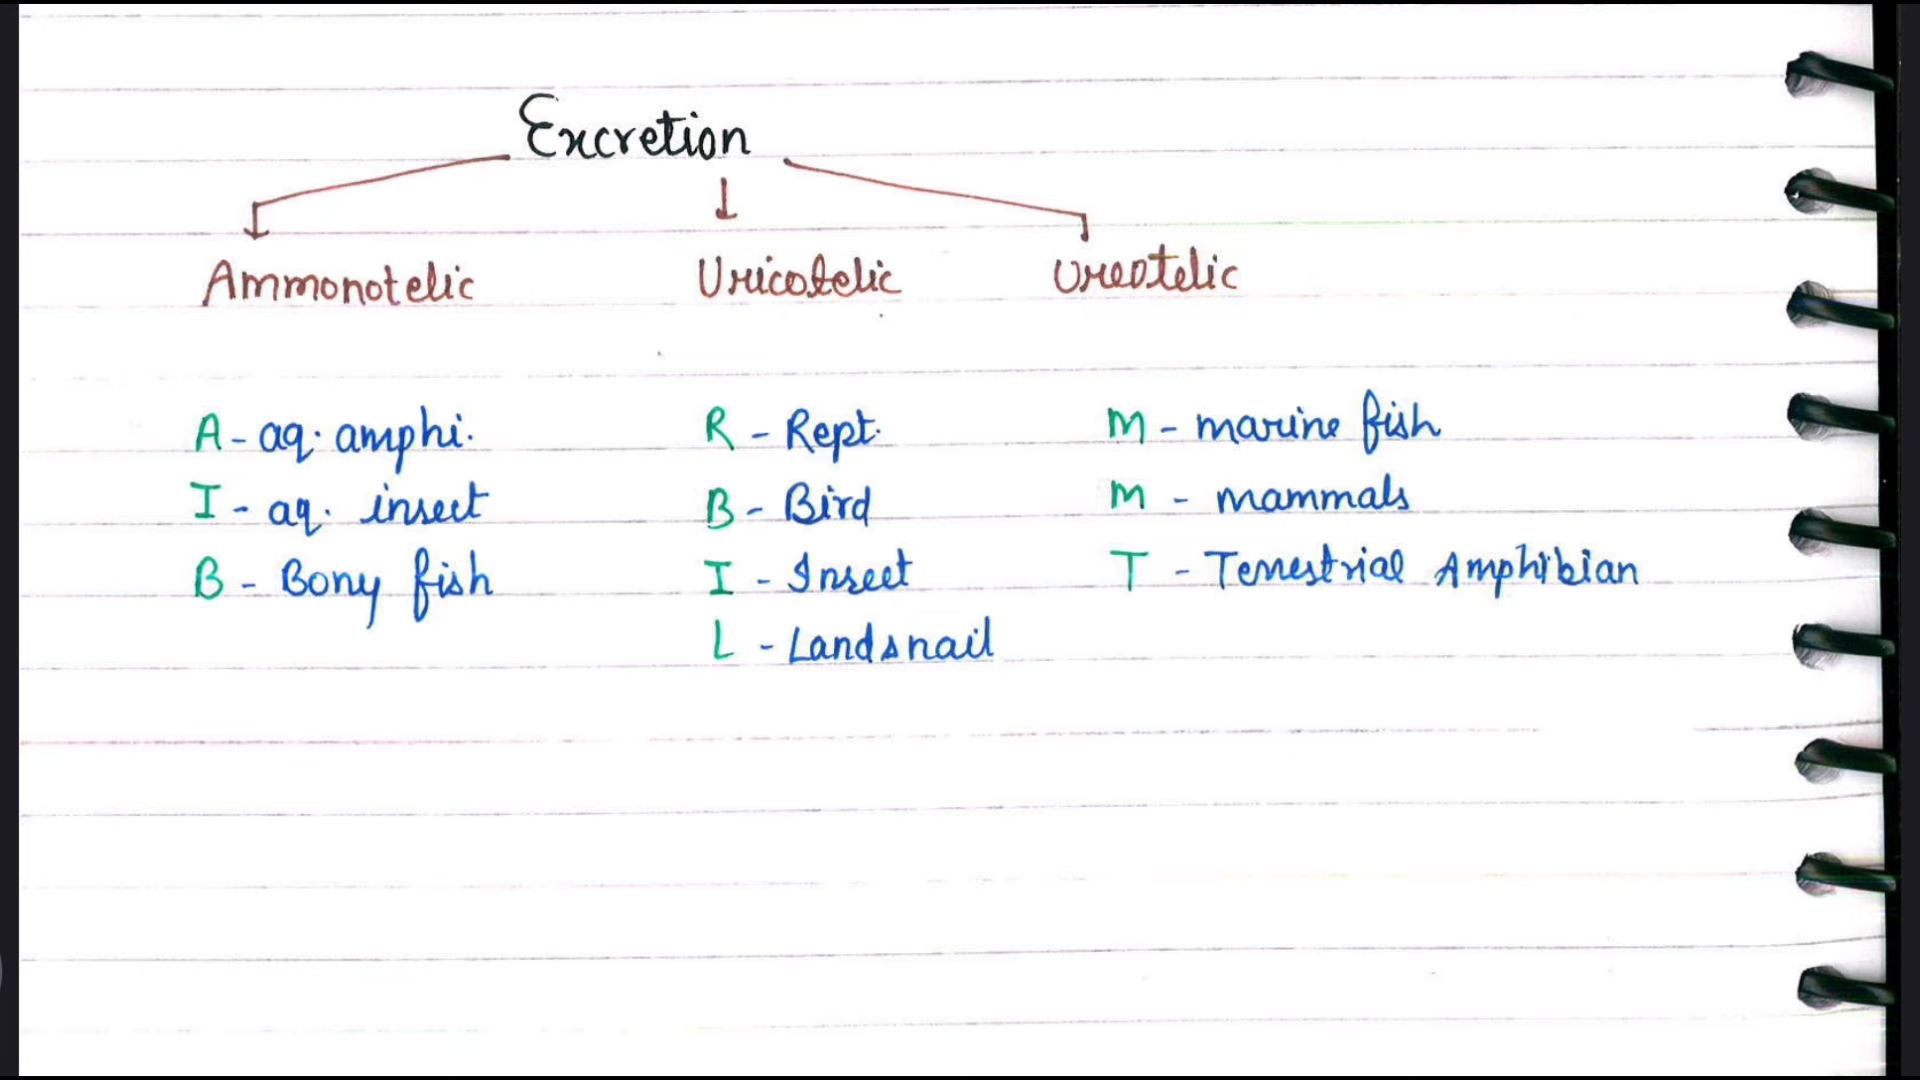 Excretion
Ammonotelic Uricotelic Ureotelic
A - aq. amphi. R - Rept. M - marine fish
I - aq. insect B - Bird M - mammals
B - Bony fish I - Insect T - Terrestrial Amphibian
L - Landsnail